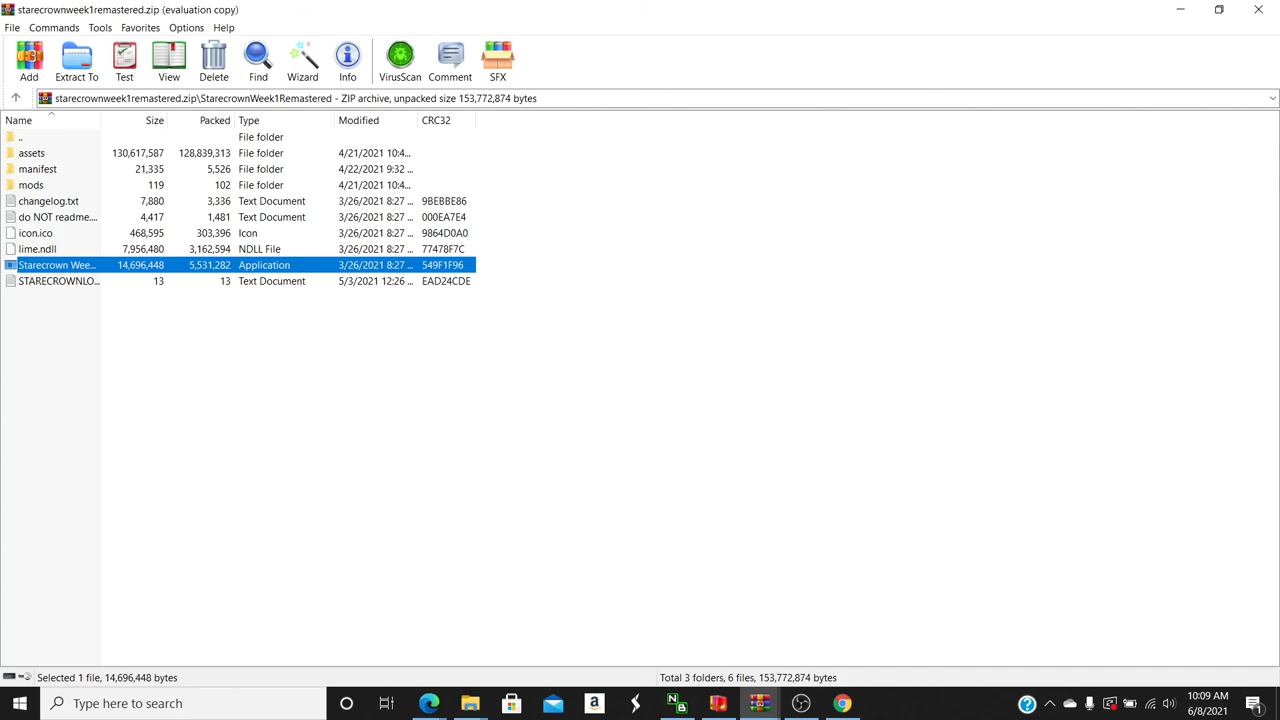 starecrownweek1remastered.zip (evaluation copy)
File Commands Tools Favorites Options Help
Add Extract To Test View Delete Find Wizard Info VirusScan Comment SFX
starecrownweek1remastered.zip\StarecrownWeek1Remastered - ZIP archive, unpacked size 153,772,874 bytes
Name Size Packed Type Modified CRC32
.. File folder
assets 130,617,587 128,839,313 File folder 4/21/2021 10:4...
manifest 21,335 5,526 File folder 4/22/2021 9:32 ...
mods 119 102 File folder 4/21/2021 10:4...
changelog.txt 7,880 3,336 Text Document 3/26/2021 8:27 ... 9BEBBE86
do NOT readme.... 4,417 1,481 Text Document 3/26/2021 8:27 ... 000EA7E4
icon.ico 468,595 303,396 Icon 3/26/2021 8:27 ... 9864D0A0
lime.ndll 7,956,480 3,162,594 NDLL File 3/26/2021 8:27 ... 77478F7C
Starecrown Wee... 14,696,448 5,531,282 Application 3/26/2021 8:27 ... 549F1F96
STARECROWNLO... 13 13 Text Document 5/3/2021 12:26 ... EAD24CDE
Selected 1 file, 14,696,448 bytes Total 3 folders, 6 files, 153,772,874 bytes
Type here to search
10:09 AM
6/8/2021